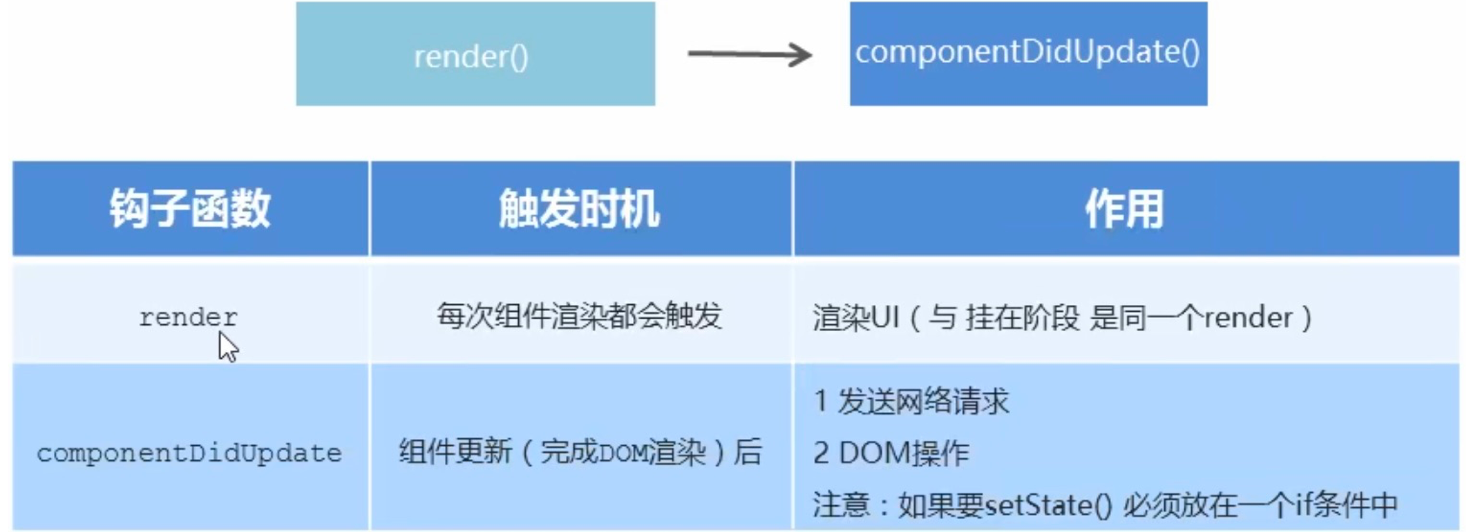 render()
componentDidUpdate()
钩子函数
触发时机
作用
render
每次组件渲染都会触发
渲染UI（与 挂在阶段 是同一个render）
componentDidUpdate
组件更新（完成DOM渲染）后
1 发送网络请求
2 DOM操作
注意：如果要setState() 必须放在一个if条件中